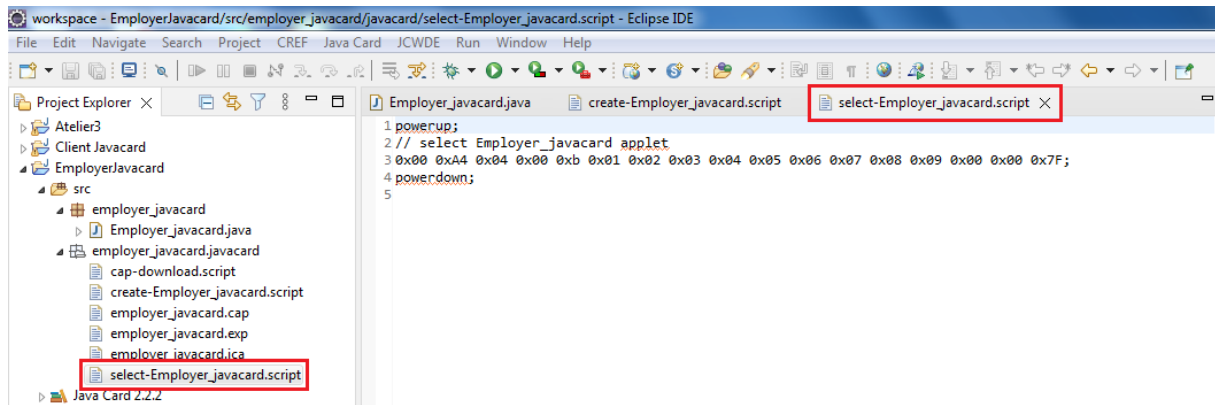 workspace - EmployerJavacard/src/employer_javacard/javacard/select-Employer_javacard.script - Eclipse IDE
File Edit Navigate Search Project CREF Java Card JCWDE Run Window Help
Project Explorer
Employer_javacard.java
create-Employer_javacard.script
select-Employer_javacard.script
Atelier3
Client Javacard
EmployerJavacard
src
employer_javacard
Employer_javacard.java
employer_javacard.javacard
cap-download.script
create-Employer_javacard.script
employer_javacard.cap
employer_javacard.exp
employer_javacard.jca
select-Employer_javacard.script
Java Card 2.2.2
1 powerup;
2 // select Employer_javacard applet
3 0x00 0xA4 0x04 0x00 0xb 0x01 0x02 0x03 0x04 0x05 0x06 0x07 0x08 0x09 0x00 0x00 0x7F;
4 powerdown;
5